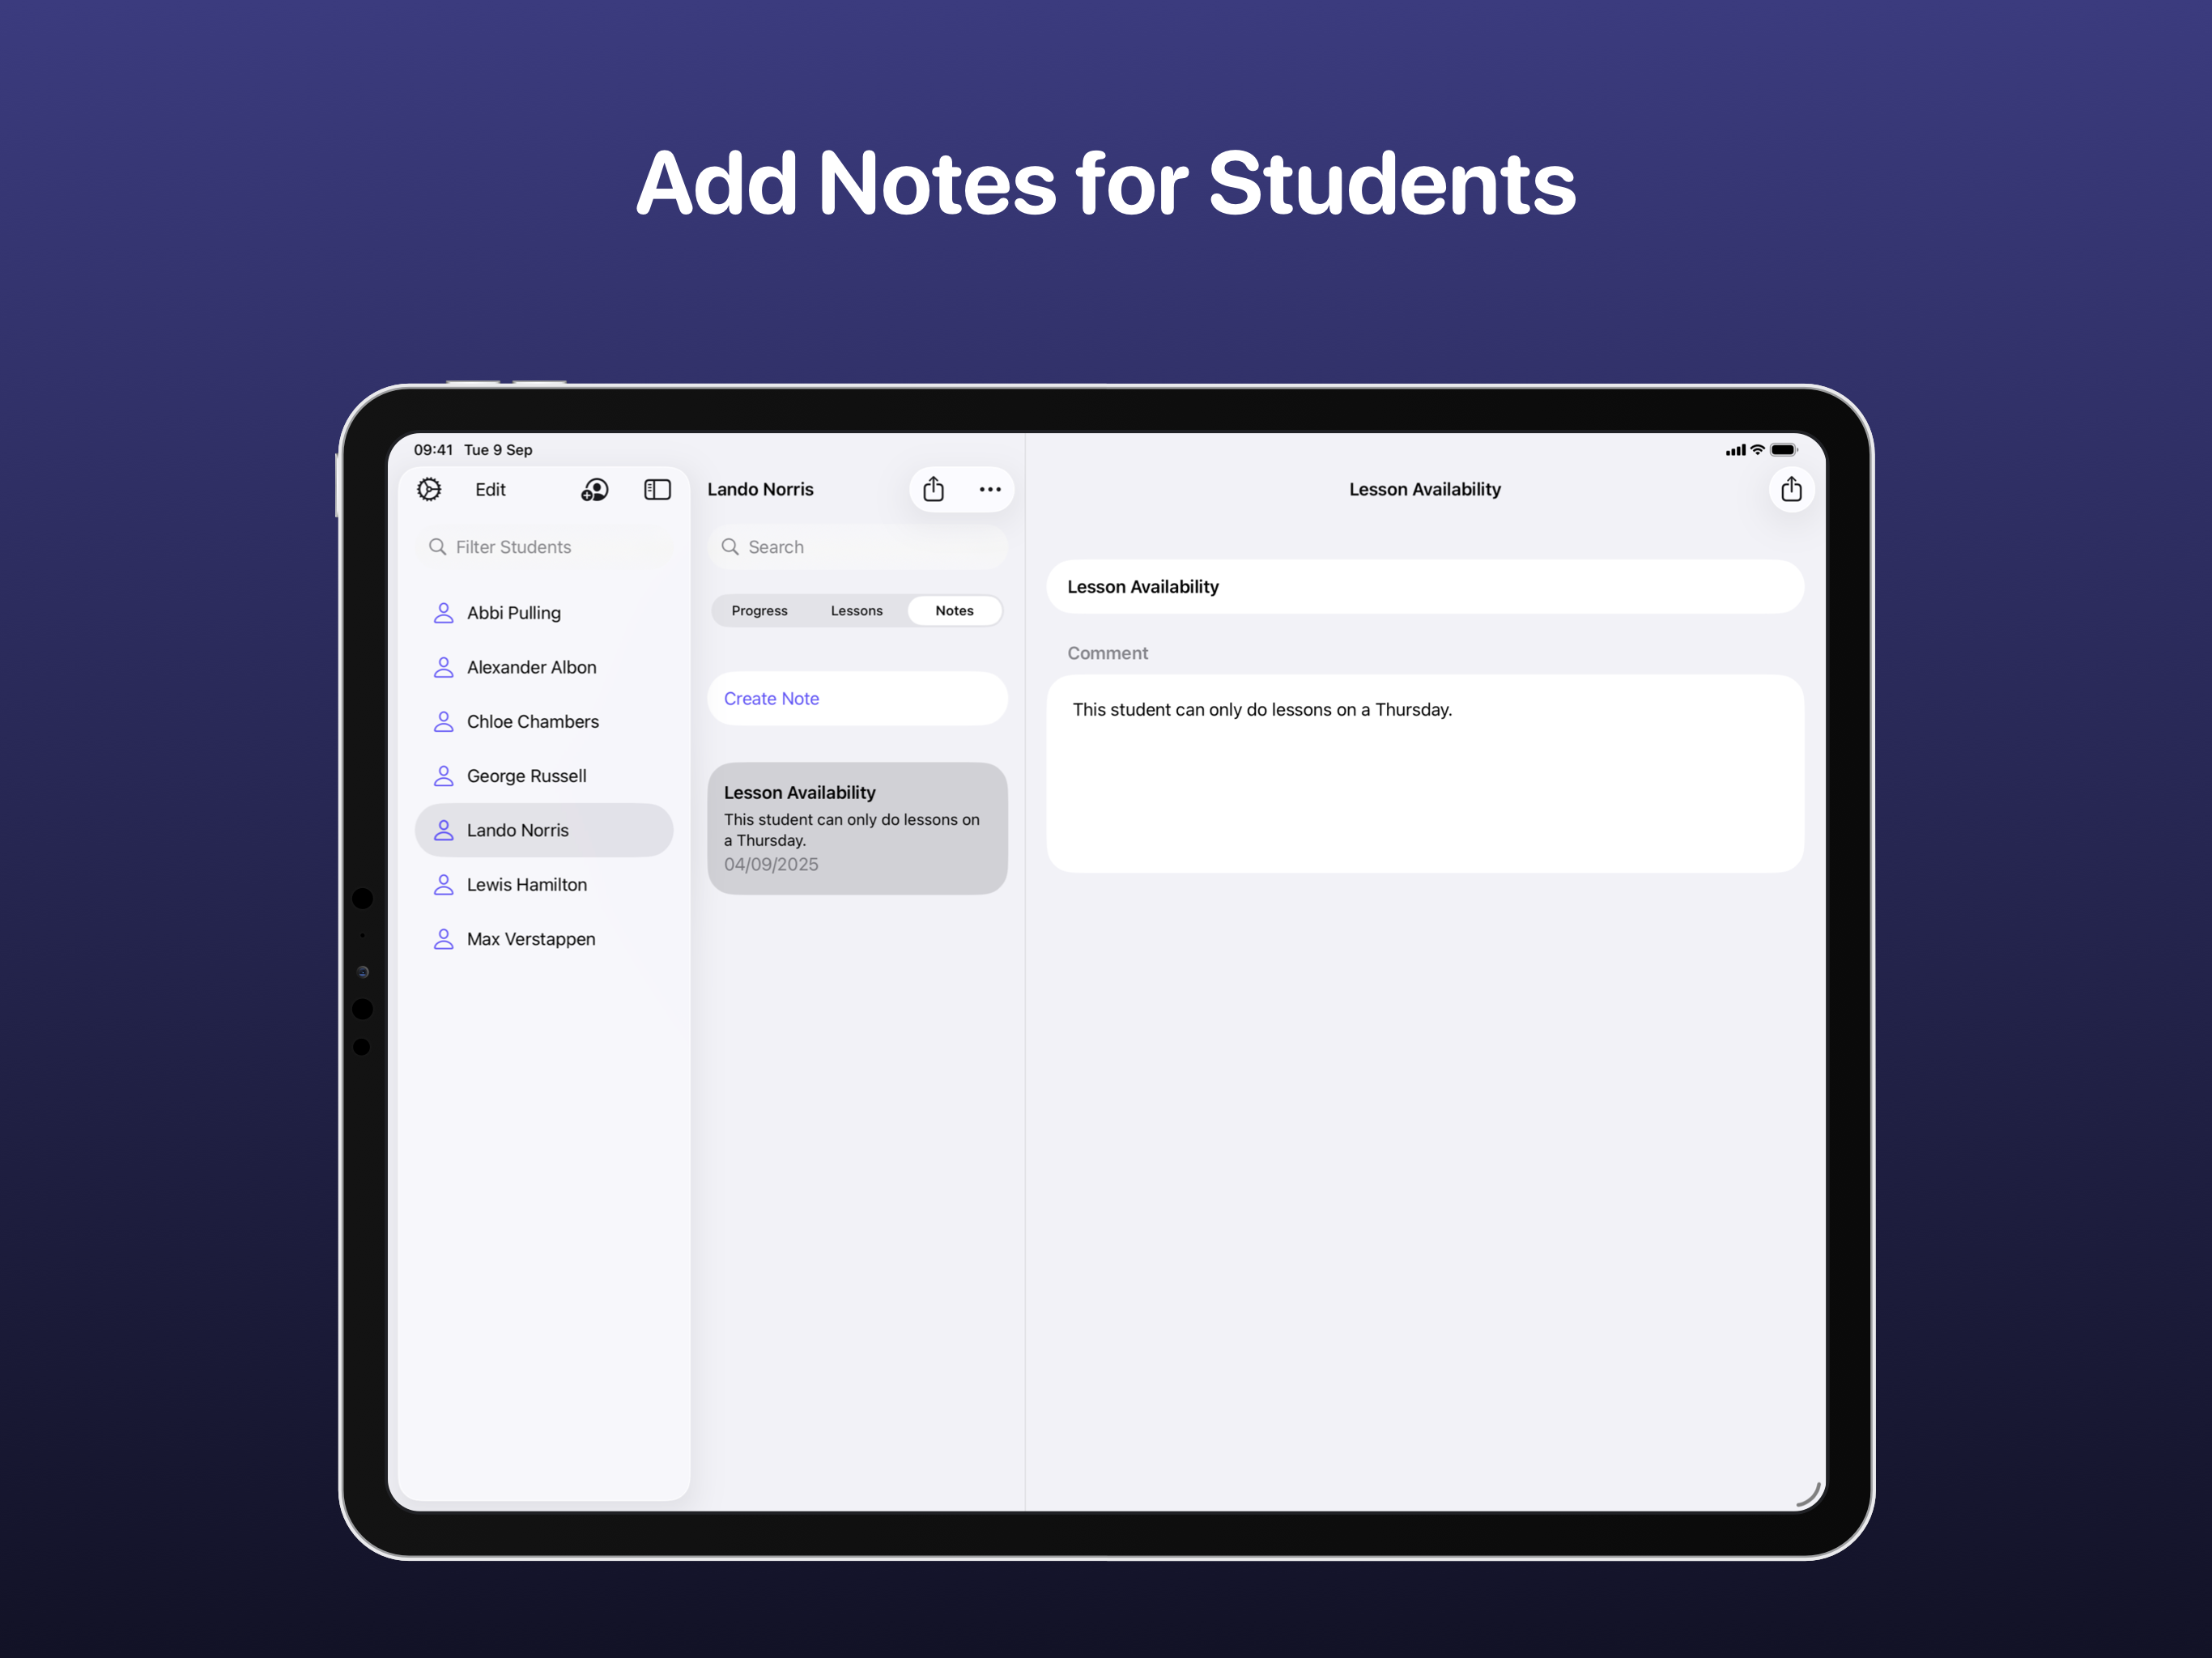 Add Notes for Students
09:41 Tue 9 Sep
Edit
Filter Students
Abbi Pulling
Alexander Albon
Chloe Chambers
George Russell
Lando Norris
Lewis Hamilton
Max Verstappen
Lando Norris
Search
Progress Lessons Notes
Create Note
Lesson Availability
This student can only do lessons on
a Thursday.
04/09/2025
Lesson Availability
Lesson Availability
Comment
This student can only do lessons on a Thursday.